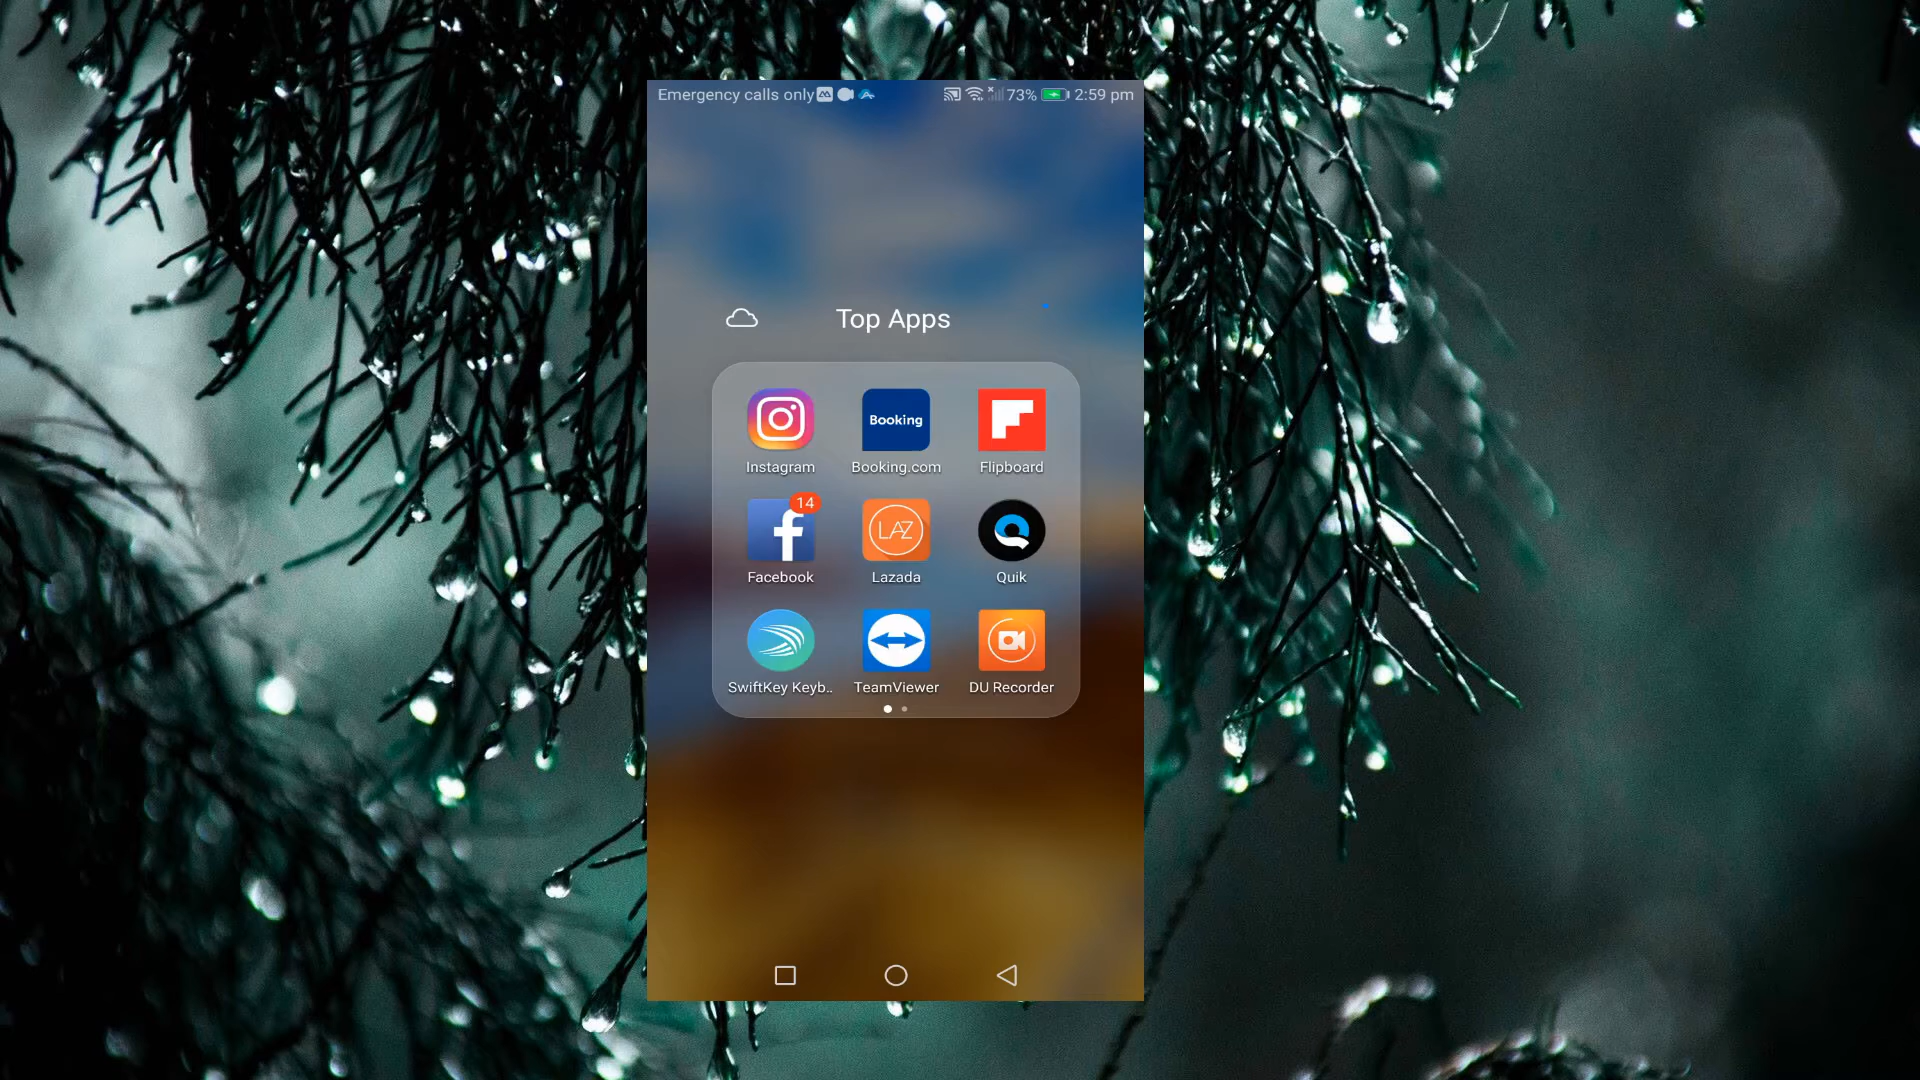 Emergency calls only 73% 2:59 pm
Top Apps
Booking
Instagram Booking.com Flipboard
14
LAZ
Facebook Lazada Quik
SwiftKey Keyb.. TeamViewer DU Recorder